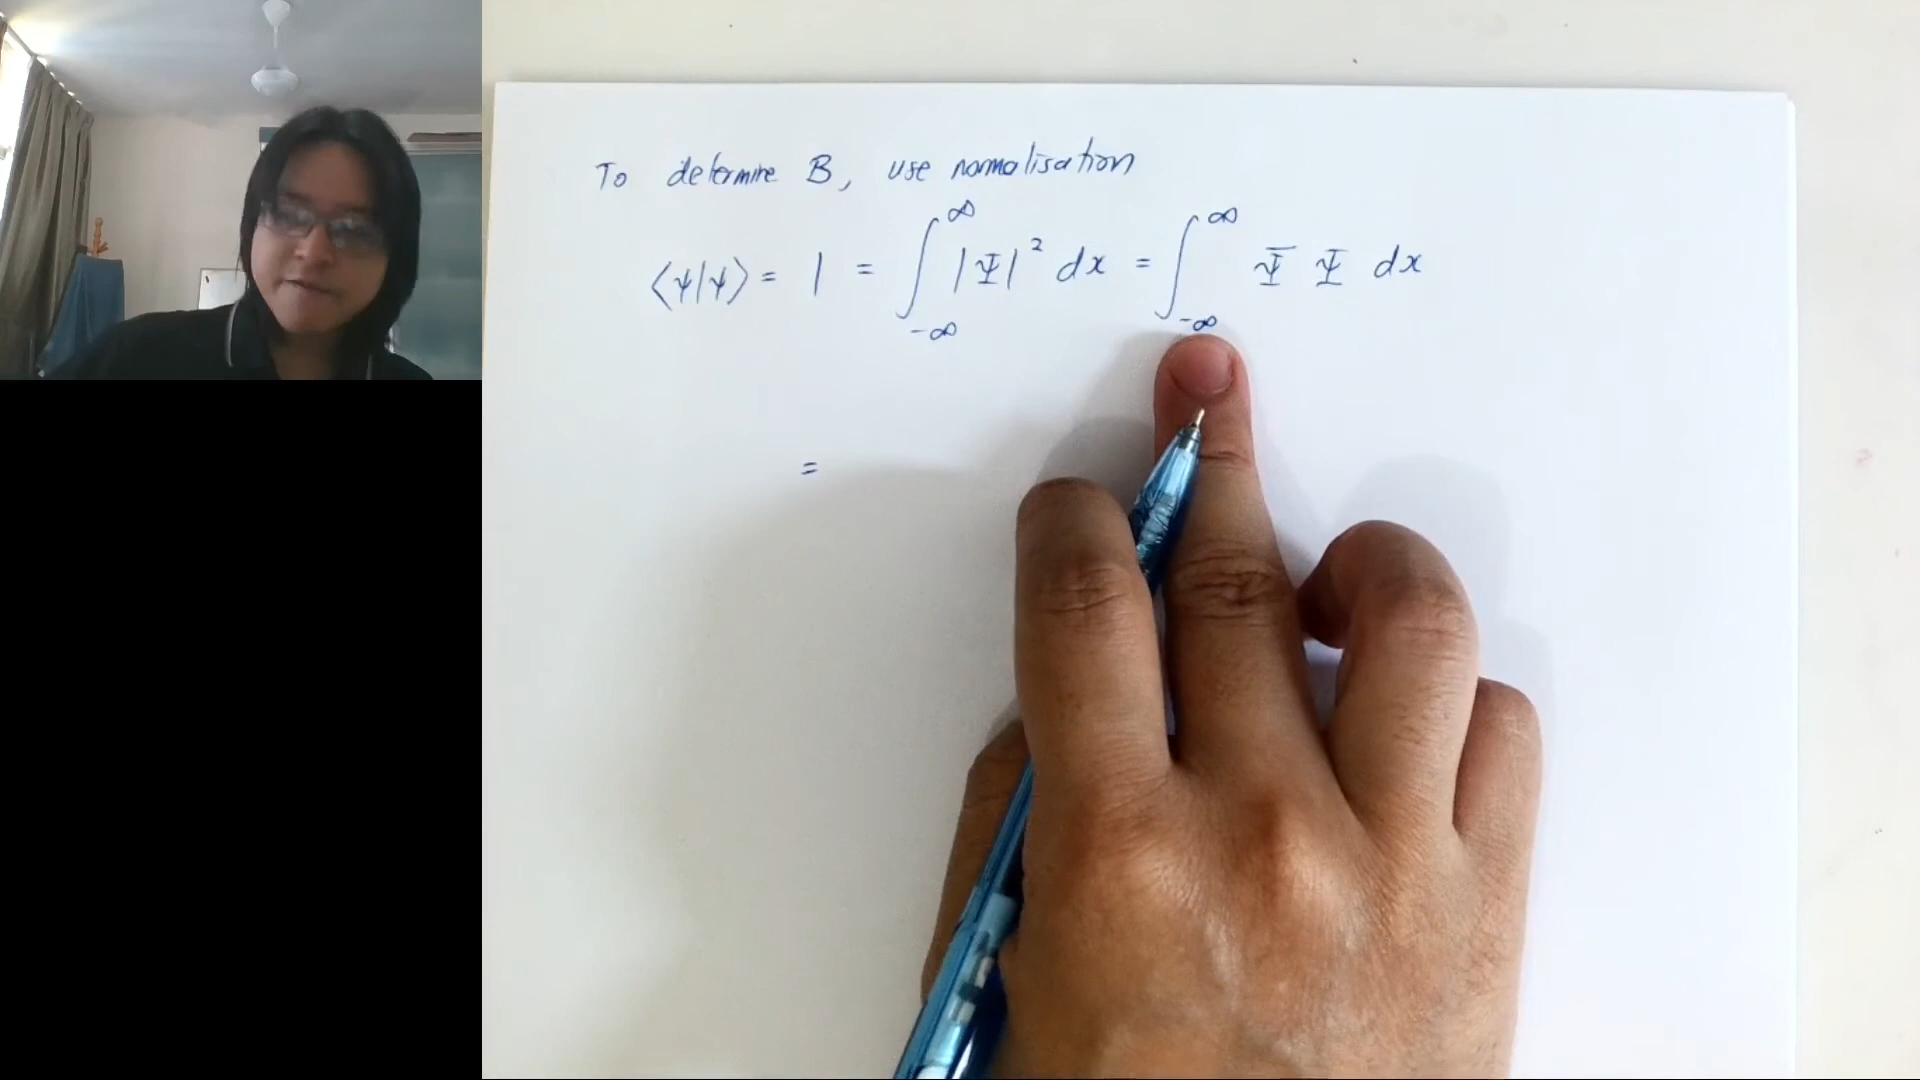 To determine B, use normalisation
⟨ψ|ψ⟩ = 1 = ∫_{-∞}^{∞} |Ψ|² dx = ∫_{-∞}^{∞} Ψ̄ Ψ dx
=